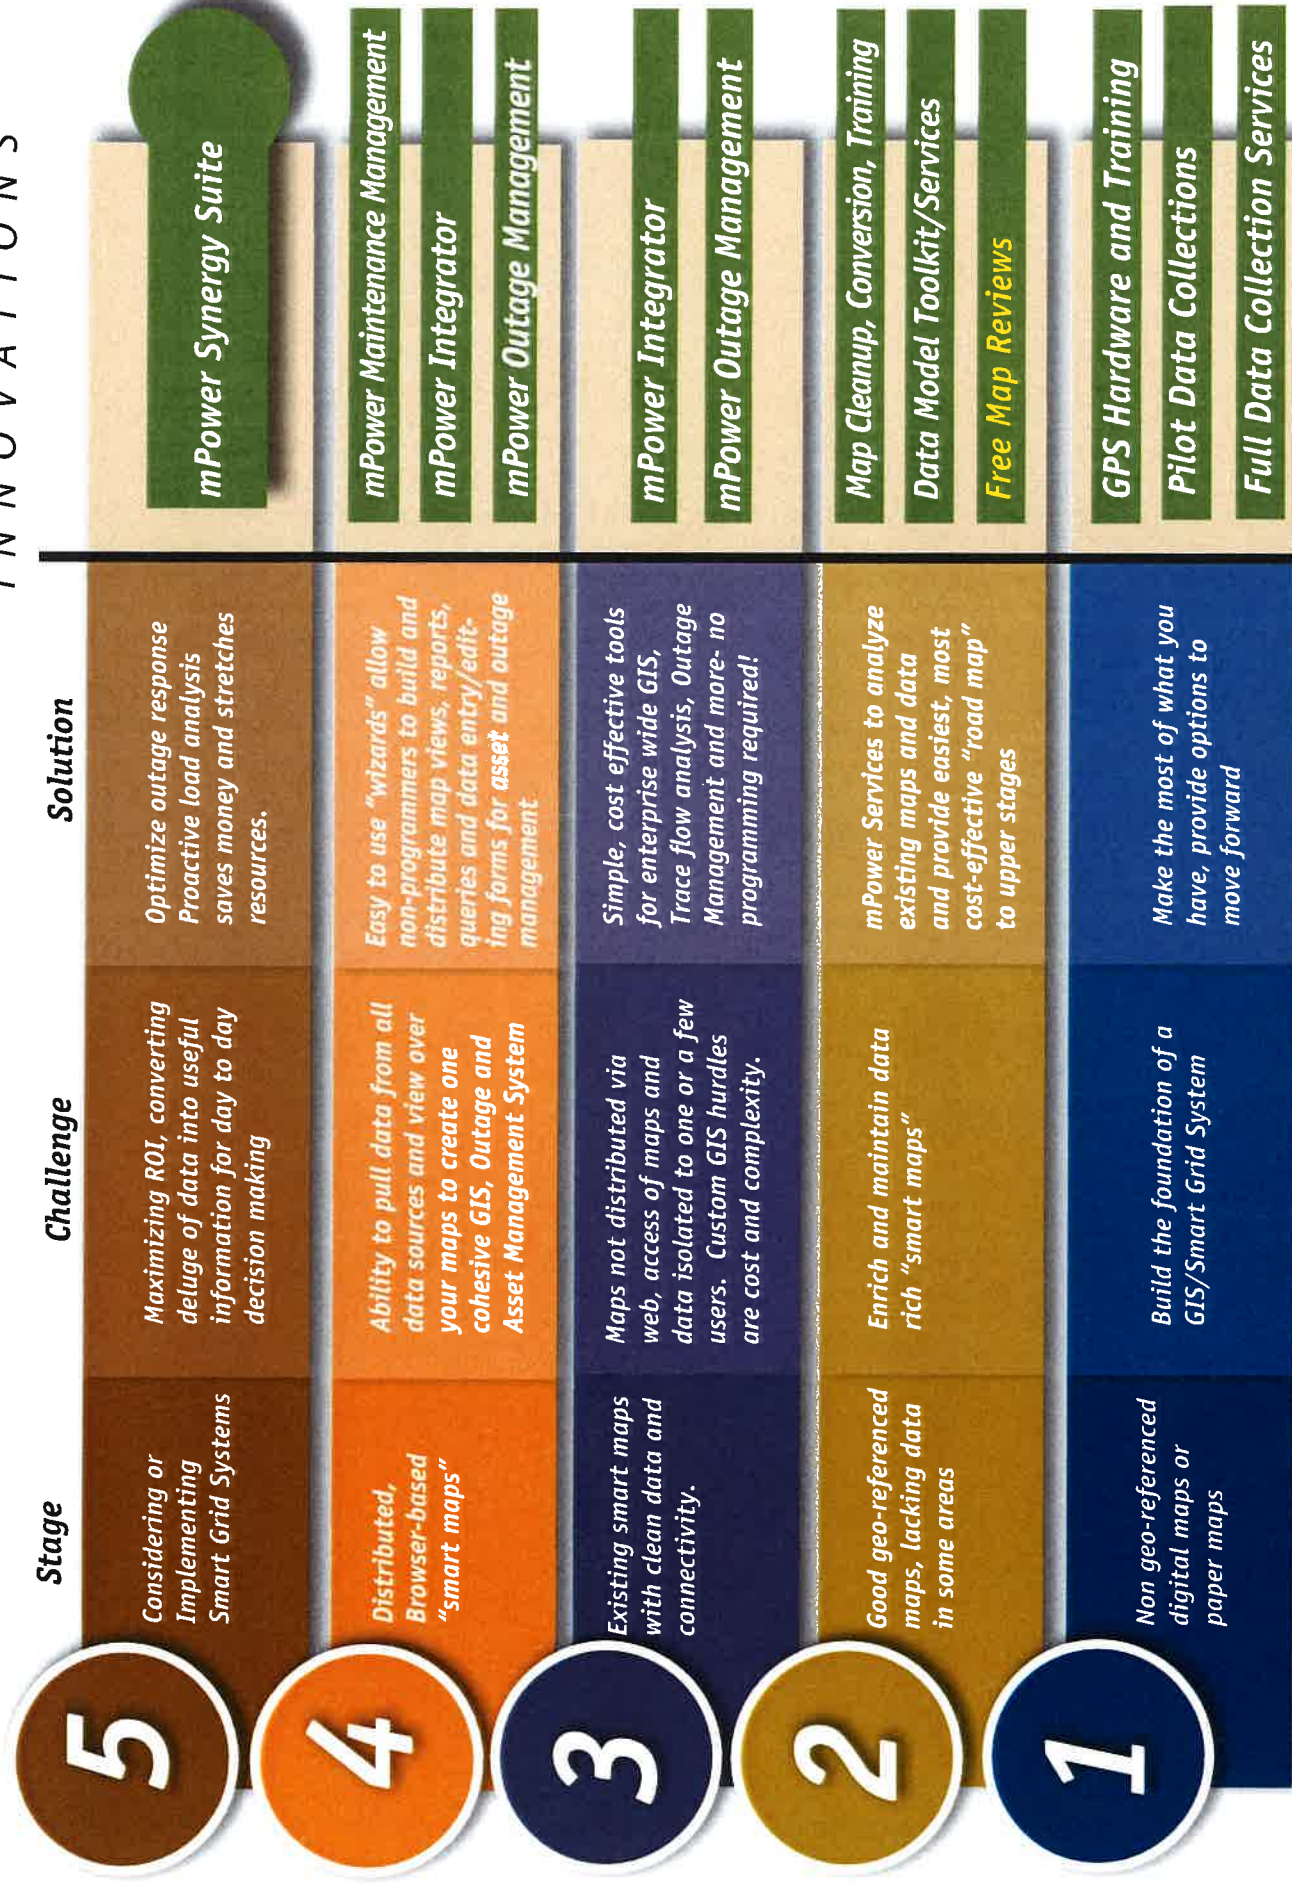 INNOVATIONS
Stage
Challenge
Solution
5
Considering or
Implementing
Smart Grid Systems
Maximizing ROI, converting
deluge of data into useful
information for day to day
decision making
Optimize outage response
Proactive load analysis
saves money and stretches
resources.
mPower Synergy Suite
4
Distributed,
Browser-based
"smart maps"
Ability to pull data from all
data sources and view over
your maps to create one
cohesive GIS, Outage and
Asset Management System
Easy to use "wizards" allow
non-programmers to build and
distribute map views, reports,
queries and data entry/edit-
ing forms for asset and outage
management
mPower Maintenance Management
mPower Integrator
mPower Outage Management
3
Existing smart maps
with clean data and
connectivity.
Maps not distributed via
web, access of maps and
data isolated to one or a few
users. Custom GIS hurdles
are cost and complexity.
Simple, cost effective tools
for enterprise wide GIS,
Trace flow analysis, Outage
Management and more- no
programming required!
mPower Integrator
mPower Outage Management
2
Good geo-referenced
maps, lacking data
in some areas
Enrich and maintain data
rich "smart maps"
mPower Services to analyze
existing maps and data
and provide easiest, most
cost-effective "road map"
to upper stages
Map Cleanup, Conversion, Training
Data Model Toolkit/Services
Free Map Reviews
1
Non geo-referenced
digital maps or
paper maps
Build the foundation of a
GIS/Smart Grid System
Make the most of what you
have, provide options to
move forward
GPS Hardware and Training
Pilot Data Collections
Full Data Collection Services